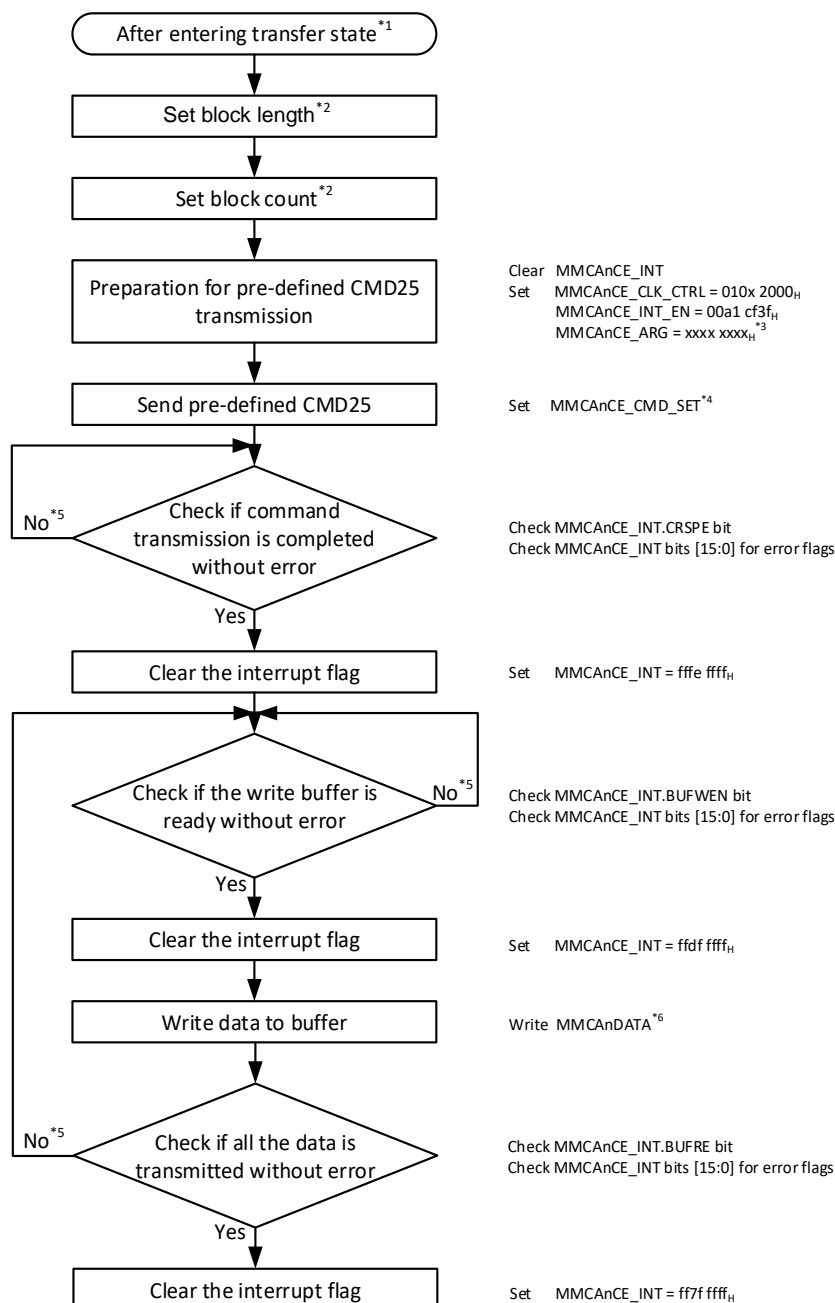 After entering transfer state*1
Set block length*2
Set block count*2
Preparation for pre-defined CMD25
transmission
Clear MMCAnCE_INT
Set MMCAnCE_CLK_CTRL = 010x 2000H
MMCAnCE_INT_EN = 00a1 cf3fH
MMCAnCE_ARG = xxxx xxxxH*3
Send pre-defined CMD25
Set MMCAnCE_CMD_SET*4
No*5
Check if command
transmission is completed
without error
Check MMCAnCE_INT.CRSPE bit
Check MMCAnCE_INT bits [15:0] for error flags
Yes
Clear the interrupt flag
Set MMCAnCE_INT = fffe ffffH
Check if the write buffer is
ready without error
No*5
Check MMCAnCE_INT.BUFWEN bit
Check MMCAnCE_INT bits [15:0] for error flags
Yes
Clear the interrupt flag
Set MMCAnCE_INT = ffdf ffffH
Write data to buffer
Write MMCAnDATA*6
No*5
Check if all the data is
transmitted without error
Check MMCAnCE_INT.BUFRE bit
Check MMCAnCE_INT bits [15:0] for error flags
Yes
Clear the interrupt flag
Set MMCAnCE_INT = ff7f ffffH